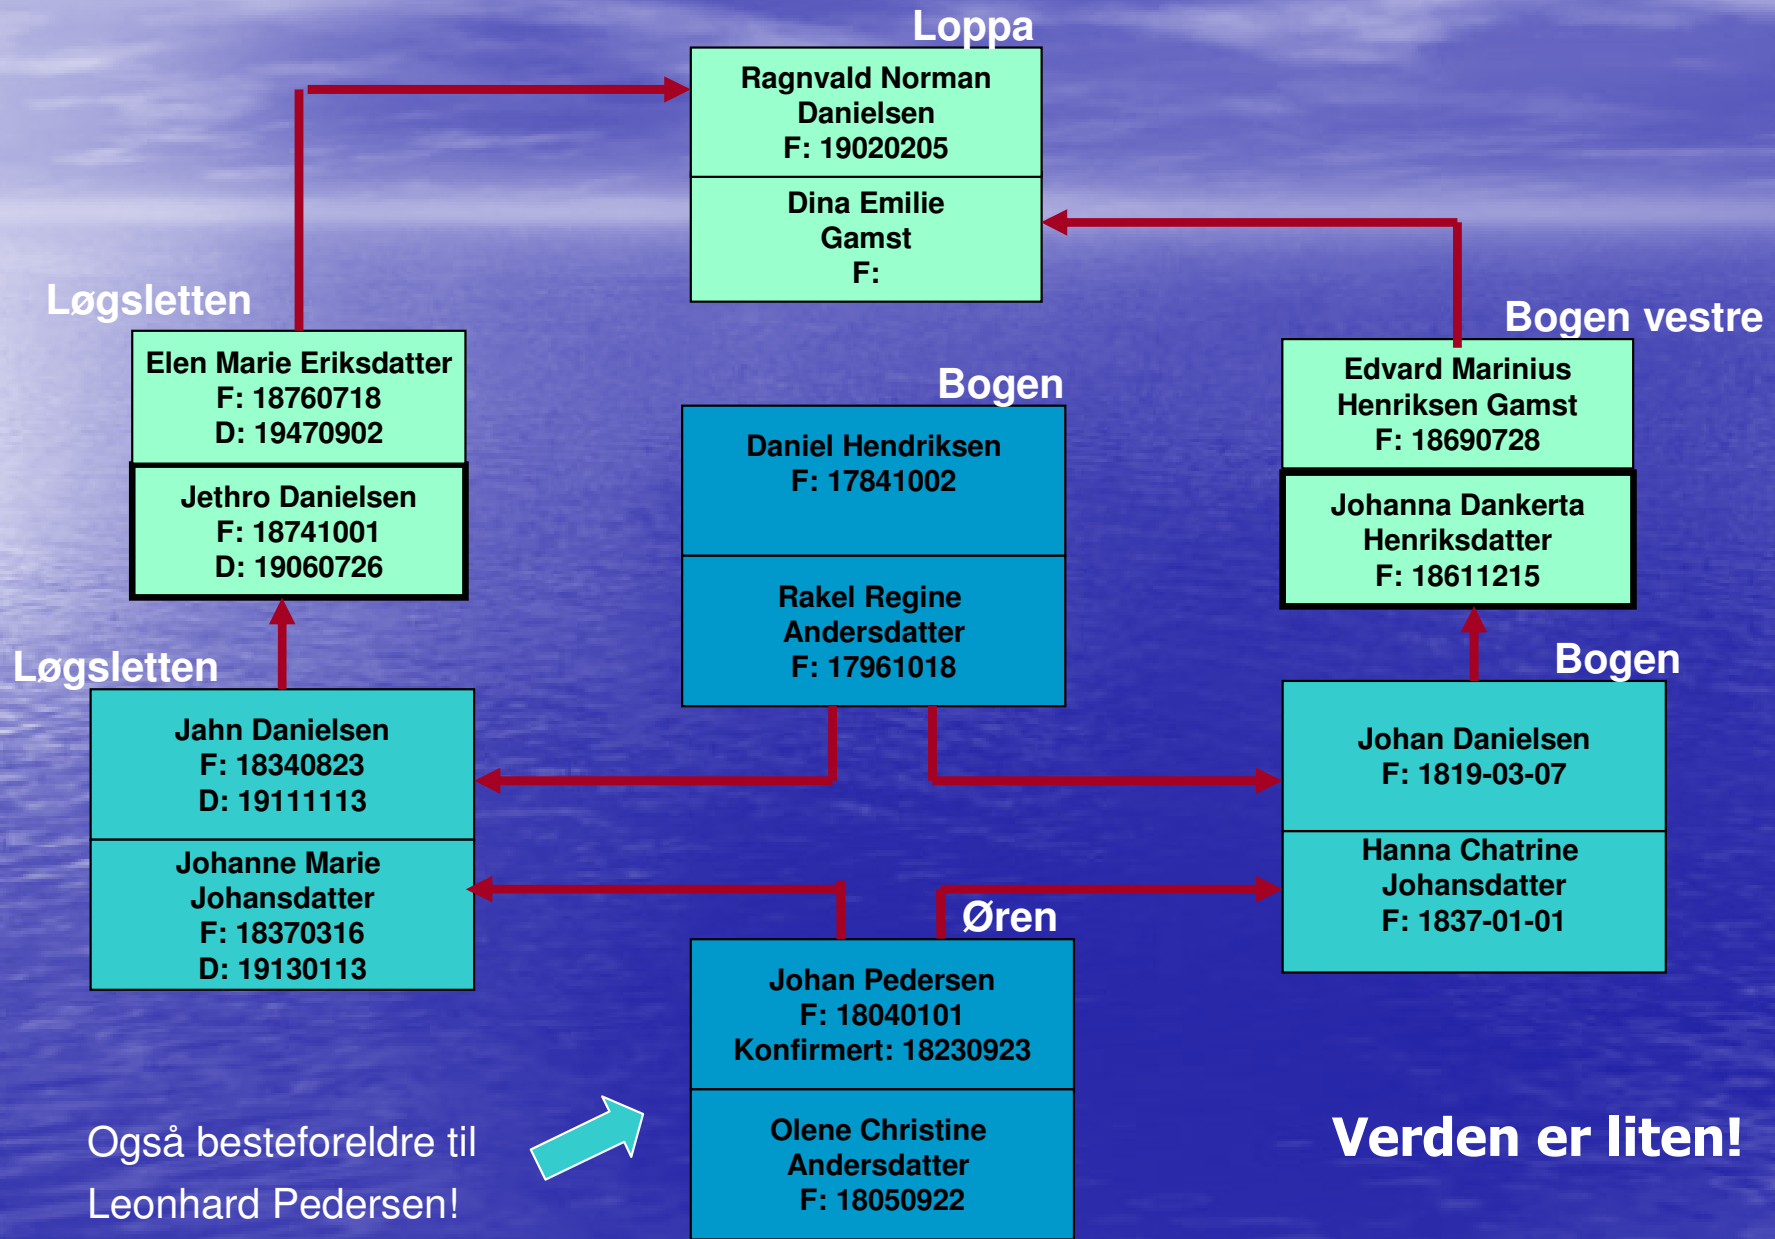 Loppa
Ragnvald Norman
Danielsen
F: 19020205
Dina Emilie
Gamst
F:
Løgsletten
Elen Marie Eriksdatter
F: 18760718
D: 19470902
Jethro Danielsen
F: 18741001
D: 19060726
Bogen
Daniel Hendriksen
F: 17841002
Rakel Regine
Andersdatter
F: 17961018
Bogen vestre
Edvard Marinius
Henriksen Gamst
F: 18690728
Johanna Dankerta
Henriksdatter
F: 18611215
Løgsletten
Jahn Danielsen
F: 18340823
D: 19111113
Johanne Marie
Johansdatter
F: 18370316
D: 19130113
Bogen
Johan Danielsen
F: 1819-03-07
Hanna Chatrine
Johansdatter
F: 1837-01-01
Øren
Johan Pedersen
F: 18040101
Konfirmert: 18230923
Olene Christine
Andersdatter
F: 18050922
Også besteforeldre til
Leonhard Pedersen!
Verden er liten!